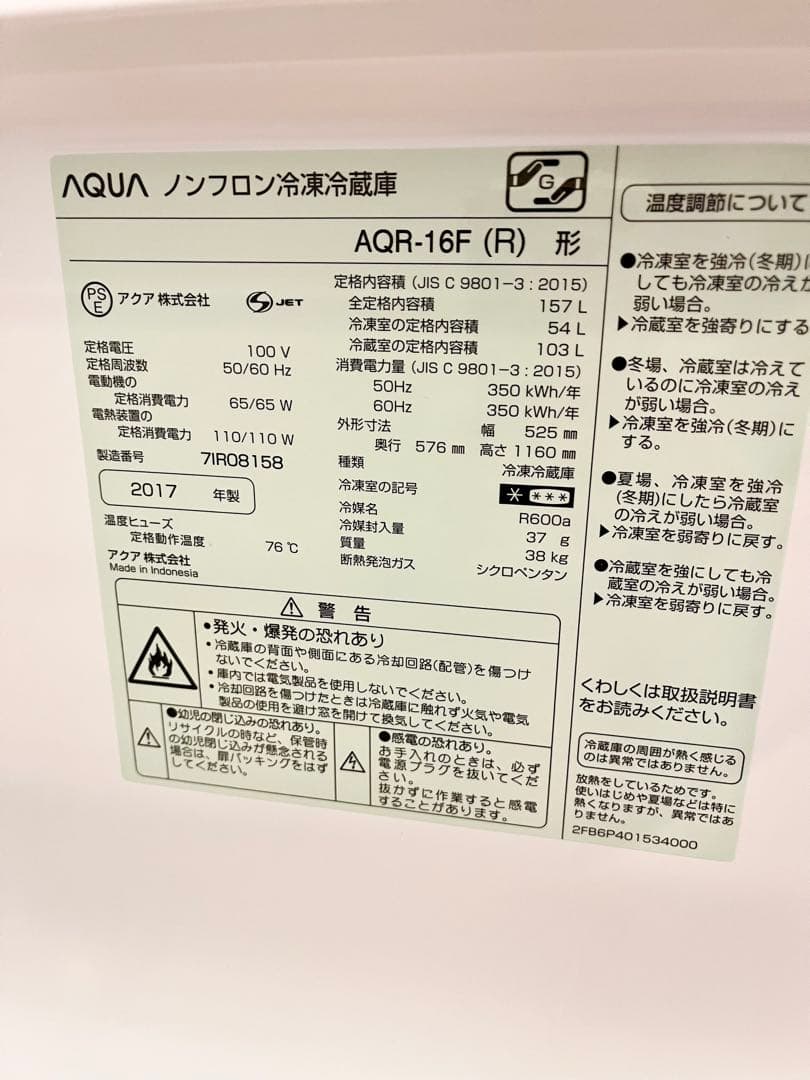 AQUA ノンフロン冷凍冷蔵庫
G
AQR-16F (R) 形
PSE アクア 株式会社
S JET
定格電圧 100 V
定格周波数 50/60 Hz
電動機の
定格消費電力 65/65 W
電熱装置の
定格消費電力 110/110 W
製造番号 7IR08158
2017 年製
温度ヒューズ
定格動作温度 76 ℃
アクア 株式会社
Made in Indonesia
定格内容積 (JIS C 9801-3 : 2015)
全定格内容積 157 L
冷凍室の定格内容積 54 L
冷蔵室の定格内容積 103 L
消費電力量 (JIS C 9801-3 : 2015)
50Hz 350 kWh/年
60Hz 350 kWh/年
外形寸法 幅 525 ㎜
奥行 576 ㎜ 高さ 1160 ㎜
種類 冷凍冷蔵庫
冷凍室の記号 * ***
冷媒名 R600a
冷媒封入量 37 g
質量 38 kg
断熱発泡ガス シクロペンタン
⚠ 警 告
●発火・爆発の恐れあり
・冷蔵庫の背面や側面にある冷却回路(配管)を傷つけ
ないでください。
・庫内では電気製品を使用しないでください。
・冷却回路を傷つけたときは冷蔵庫に触れず火気や電気
製品の使用を避け窓を開けて換気してください。
●幼児の閉じ込みの恐れあり。
リサイクルの時など、保管時
の幼児閉じ込みが懸念される
場合は、扉パッキングをはず
してください。
●感電の恐れあり。
お手入れのときは、必ず
電源プラグを抜いてくだ
さい。
抜かずに作業すると感電
することがあります。
温度調節について
●冷凍室を強冷(冬期)に
しても冷凍室の冷えが
弱い場合。
▶冷蔵室を強寄りにする
●冬場、冷蔵室は冷えて
いるのに冷凍室の冷え
が弱い場合。
▶冷凍室を強冷(冬期)に
する。
●夏場、冷凍室を強冷
(冬期)にしたら冷蔵室
の冷えが弱い場合。
▶冷凍室を弱寄りに戻す。
●冷蔵室を強にしても冷
蔵室の冷えが弱い場合。
▶冷凍室を弱寄りに戻す。
くわしくは取扱説明書
をお読みください。
冷蔵庫の周囲が熱く感じる
のは異常ではありません。
放熱をしているためです。
使いはじめや夏場などは特に
熱くなりますが、異常ではあ
りません。
2FB6P401534000